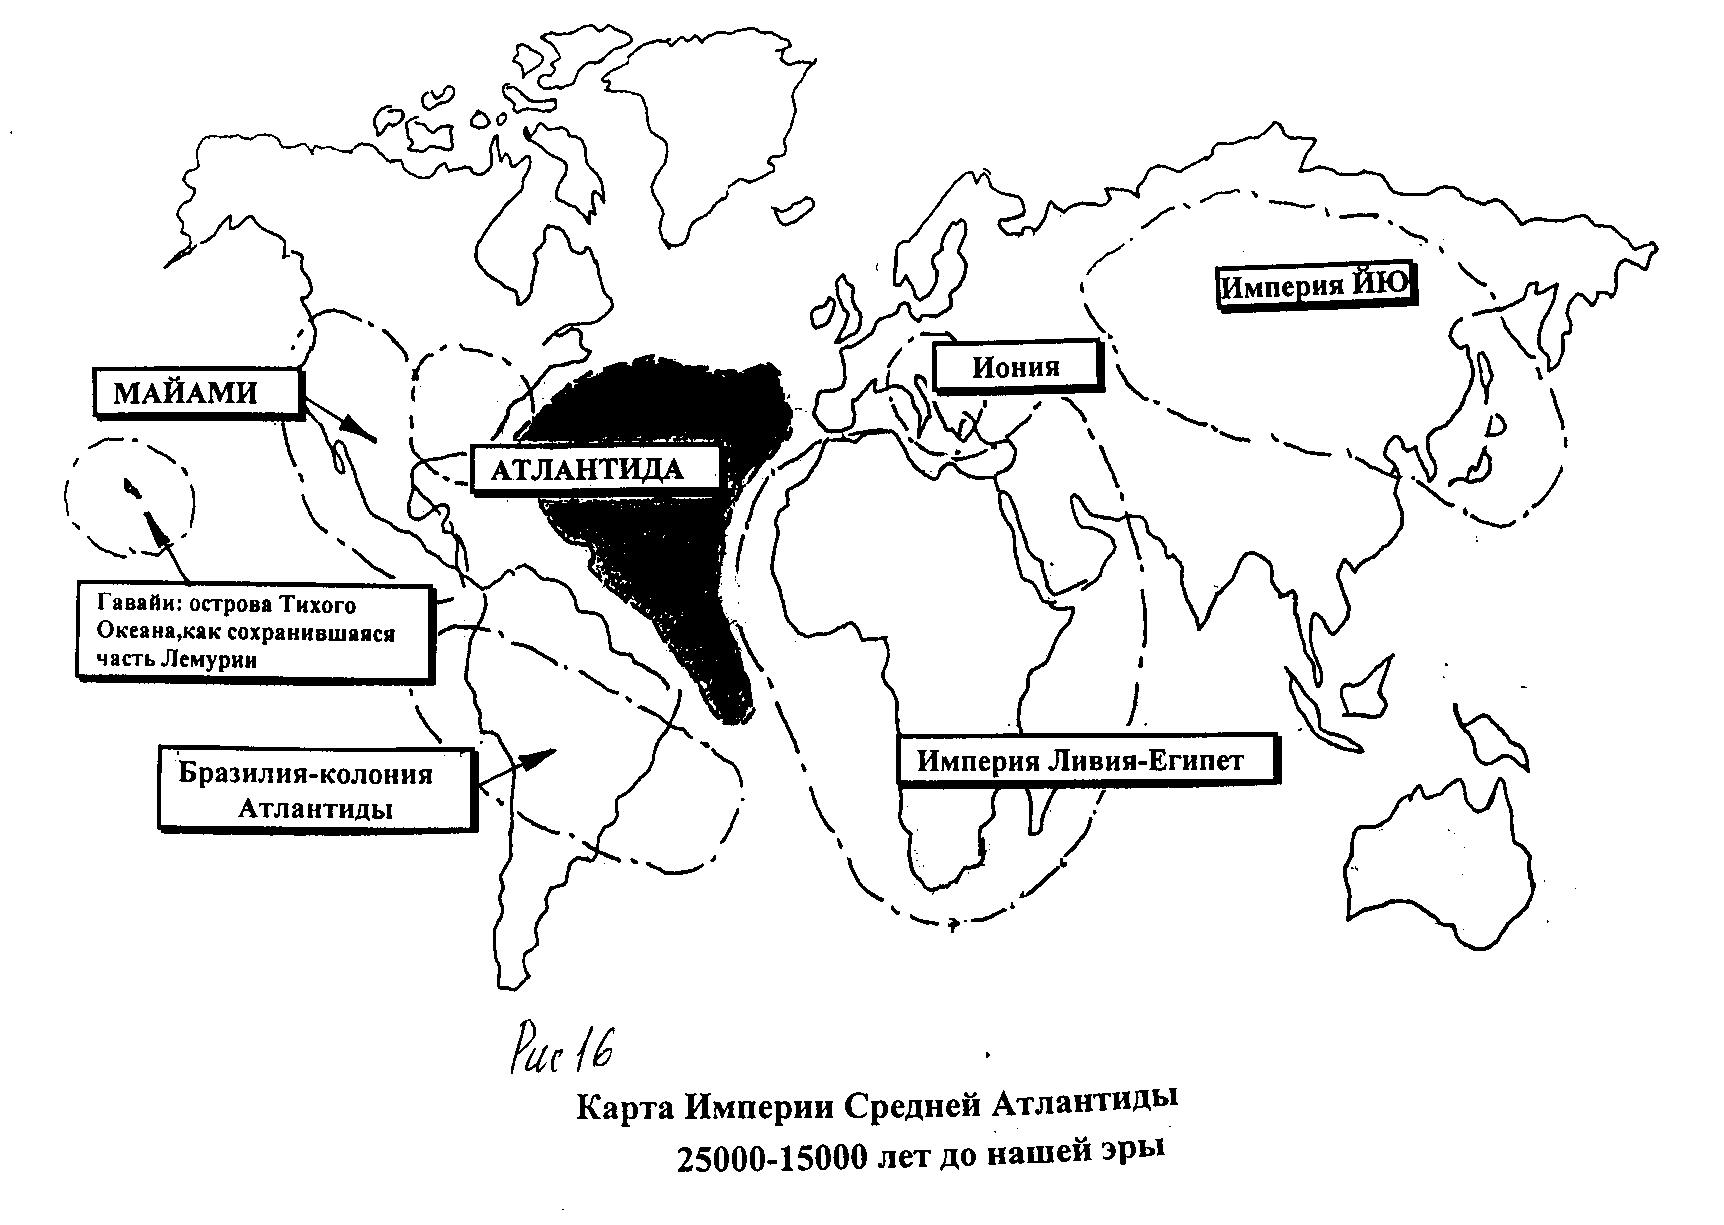 Империя ЙЮ
Иония
МАЙАМИ
АТЛАНТИДА
Гавайи: острова Тихого
Океана,как сохранившаяся
часть Лемурии
Империя Ливия-Египет
Бразилия-колония
Атлантиды
Рис 16
Карта Империи Средней Атлантиды
25000-15000 лет до нашей эры